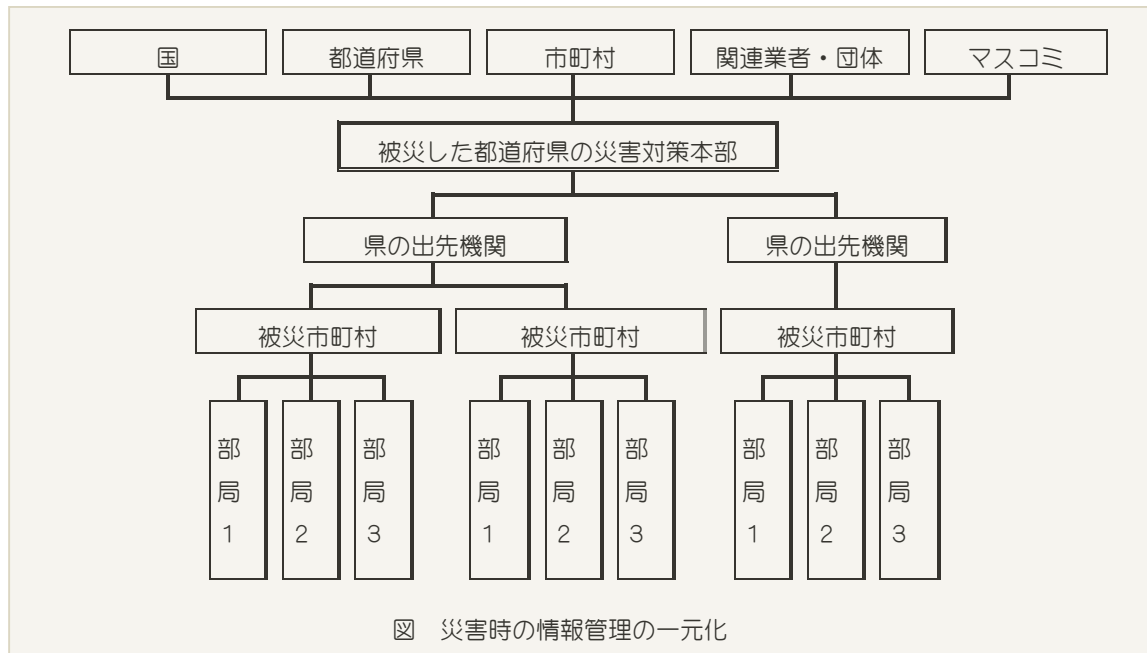 国
都道府県
市町村
関連業者・団体
マスコミ
被災した都道府県の災害対策本部
県の出先機関
県の出先機関
被災市町村
被災市町村
被災市町村
部局1
部局2
部局3
部局1
部局2
部局3
部局1
部局2
部局3
図　災害時の情報管理の一元化